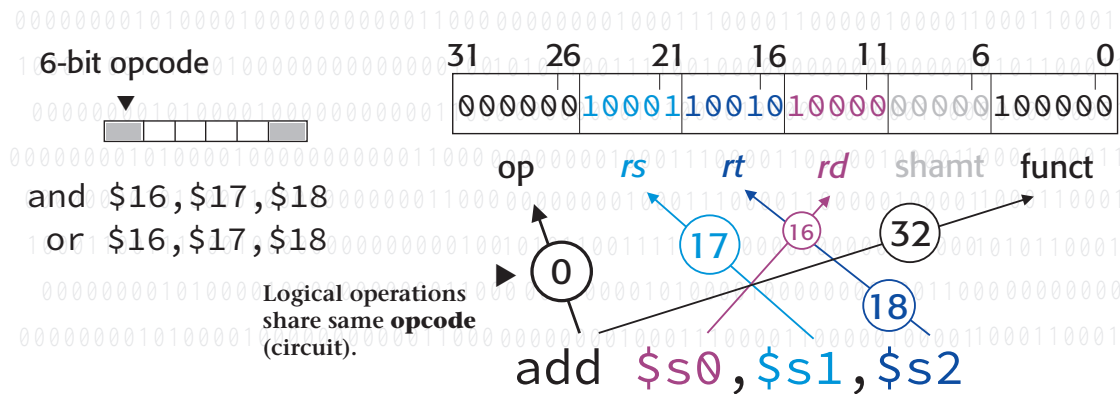 6-bit opcode
and $16,$17,$18
or $16,$17,$18
Logical operations
share same opcode
(circuit).
31 26 21 16 11 6 0
000000 10001 10010 10000 00000 100000
op rs rt rd shamt funct
0 17 16 32 18
add $s0,$s1,$s2